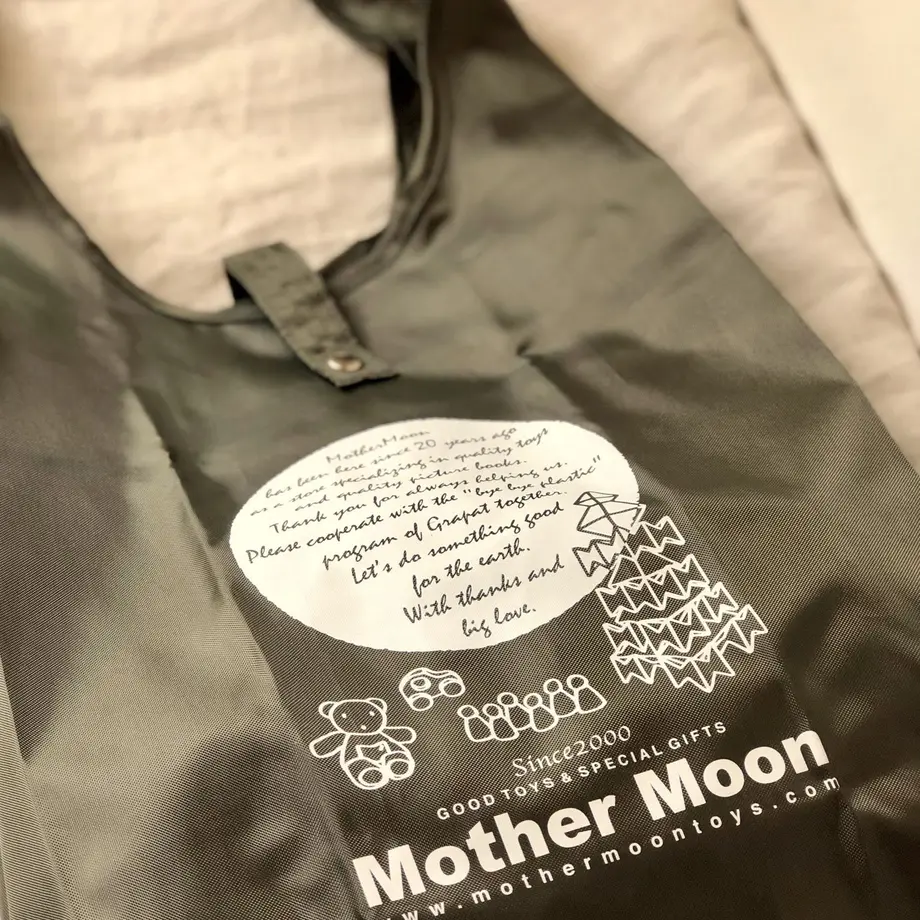 MotherMoon
has been here since 20 years ago
as a store specializing in quality toys
and quality picture books.
Thank you for always helping us.
Please cooperate with the "bye bye plastic"
program of Grapat together.
Let's do something good
for the earth.
With thanks and
big love.
Since2000
GOOD TOYS & SPECIAL GIFTS
Mother Moon
www.mothermoontoys.com